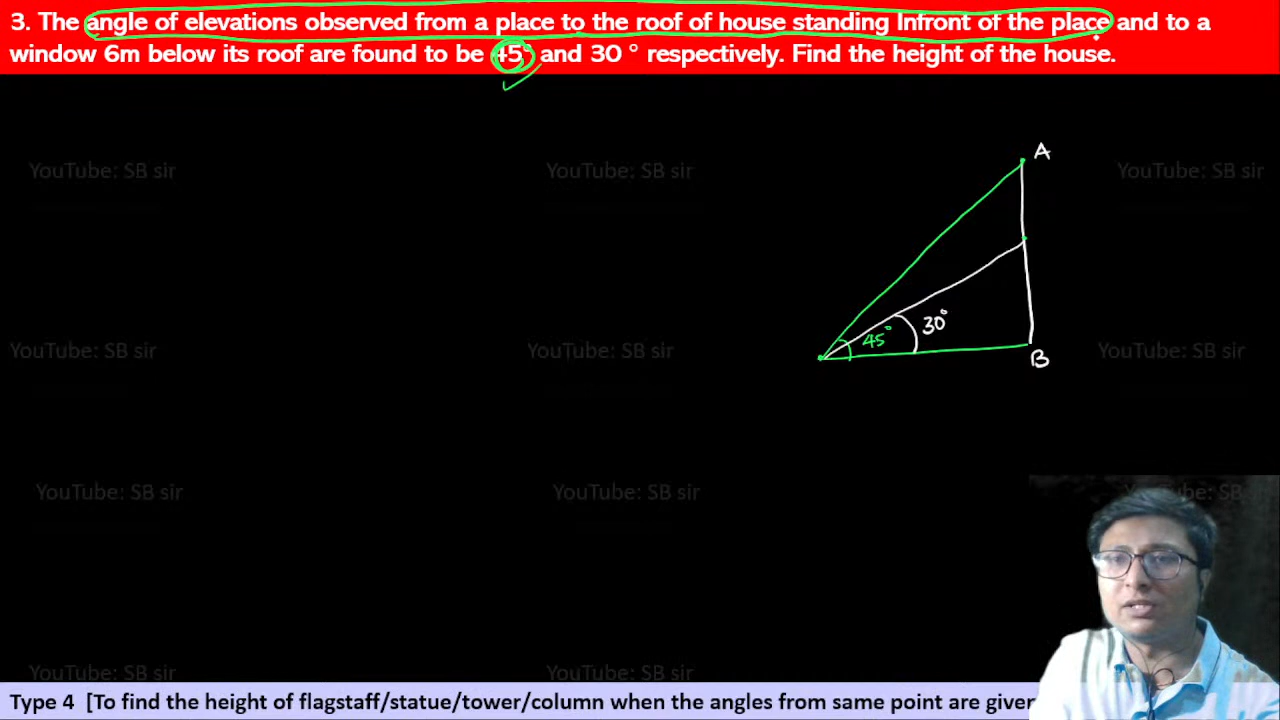 3. The angle of elevations observed from a place to the roof of house standing Infront of the place and to a
window 6m below its roof are found to be 45° and 30 ° respectively. Find the height of the house.
A
YouTube: SB sir YouTube: SB sir YouTube: SB sir
45° 30°
B
YouTube: SB sir YouTube: SB sir YouTube: SB sir
YouTube: SB sir YouTube: SB sir
YouTube: SB sir YouTube: SB sir
Type 4 [To find the height of flagstaff/statue/tower/column when the angles from same point are given